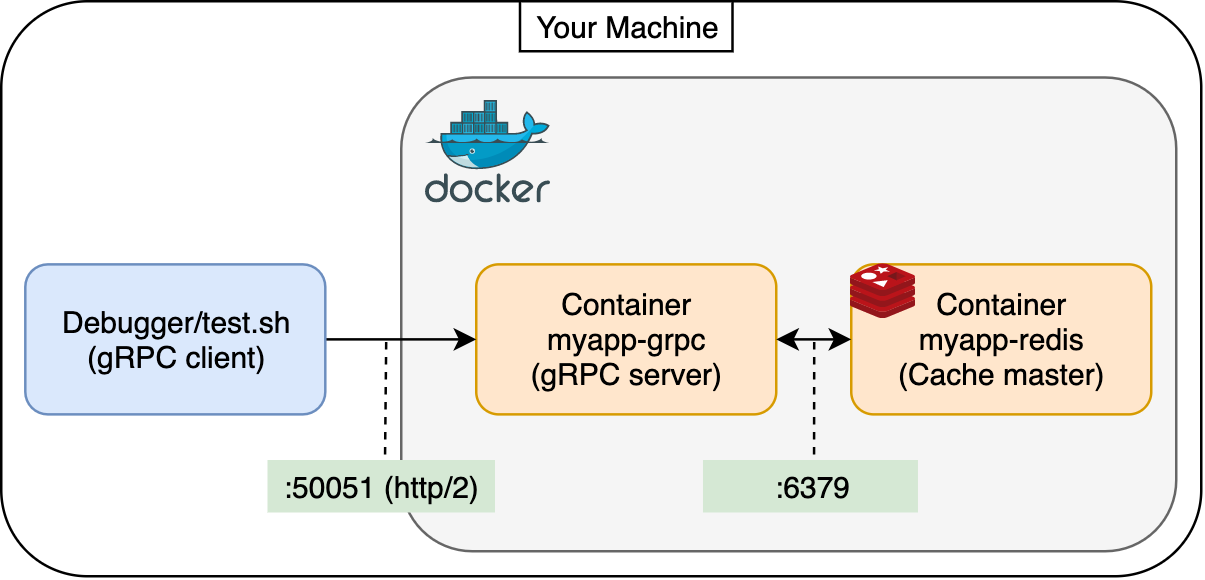 Your Machine
docker
Debugger/test.sh
(gRPC client)
Container
myapp-grpc
(gRPC server)
Container
myapp-redis
(Cache master)
:50051 (http/2)
:6379